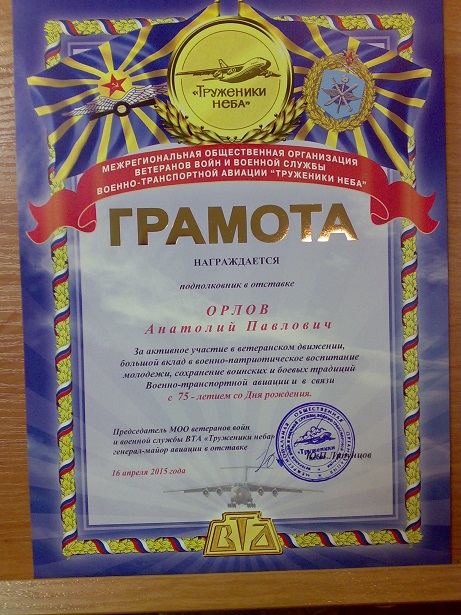 «ТРУЖЕНИКИ
НЕБА»
МЕЖРЕГИОНАЛЬНАЯ ОБЩЕСТВЕННАЯ ОРГАНИЗАЦИЯ
ВЕТЕРАНОВ ВОЙН И ВОЕННОЙ СЛУЖБЫ
ВОЕННО-ТРАНСПОРТНОЙ АВИАЦИИ "ТРУЖЕНИКИ НЕБА"
ГРАМОТА
НАГРАЖДАЕТСЯ
подполковник в отставке
ОРЛОВ
Анатолий Павлович
За активное участие в ветеранском движении,
большой вклад в военно-патриотическое воспитание
молодежи, сохранение воинских и боевых традиций
Военно-транспортной авиации и в связи
с 75 - летием со Дня рождения.
Председатель МОО ветеранов войн
и военной службы ВТА «Труженики неба»
генерал-майор авиации в отставке
16 апреля 2015 года
ВТА